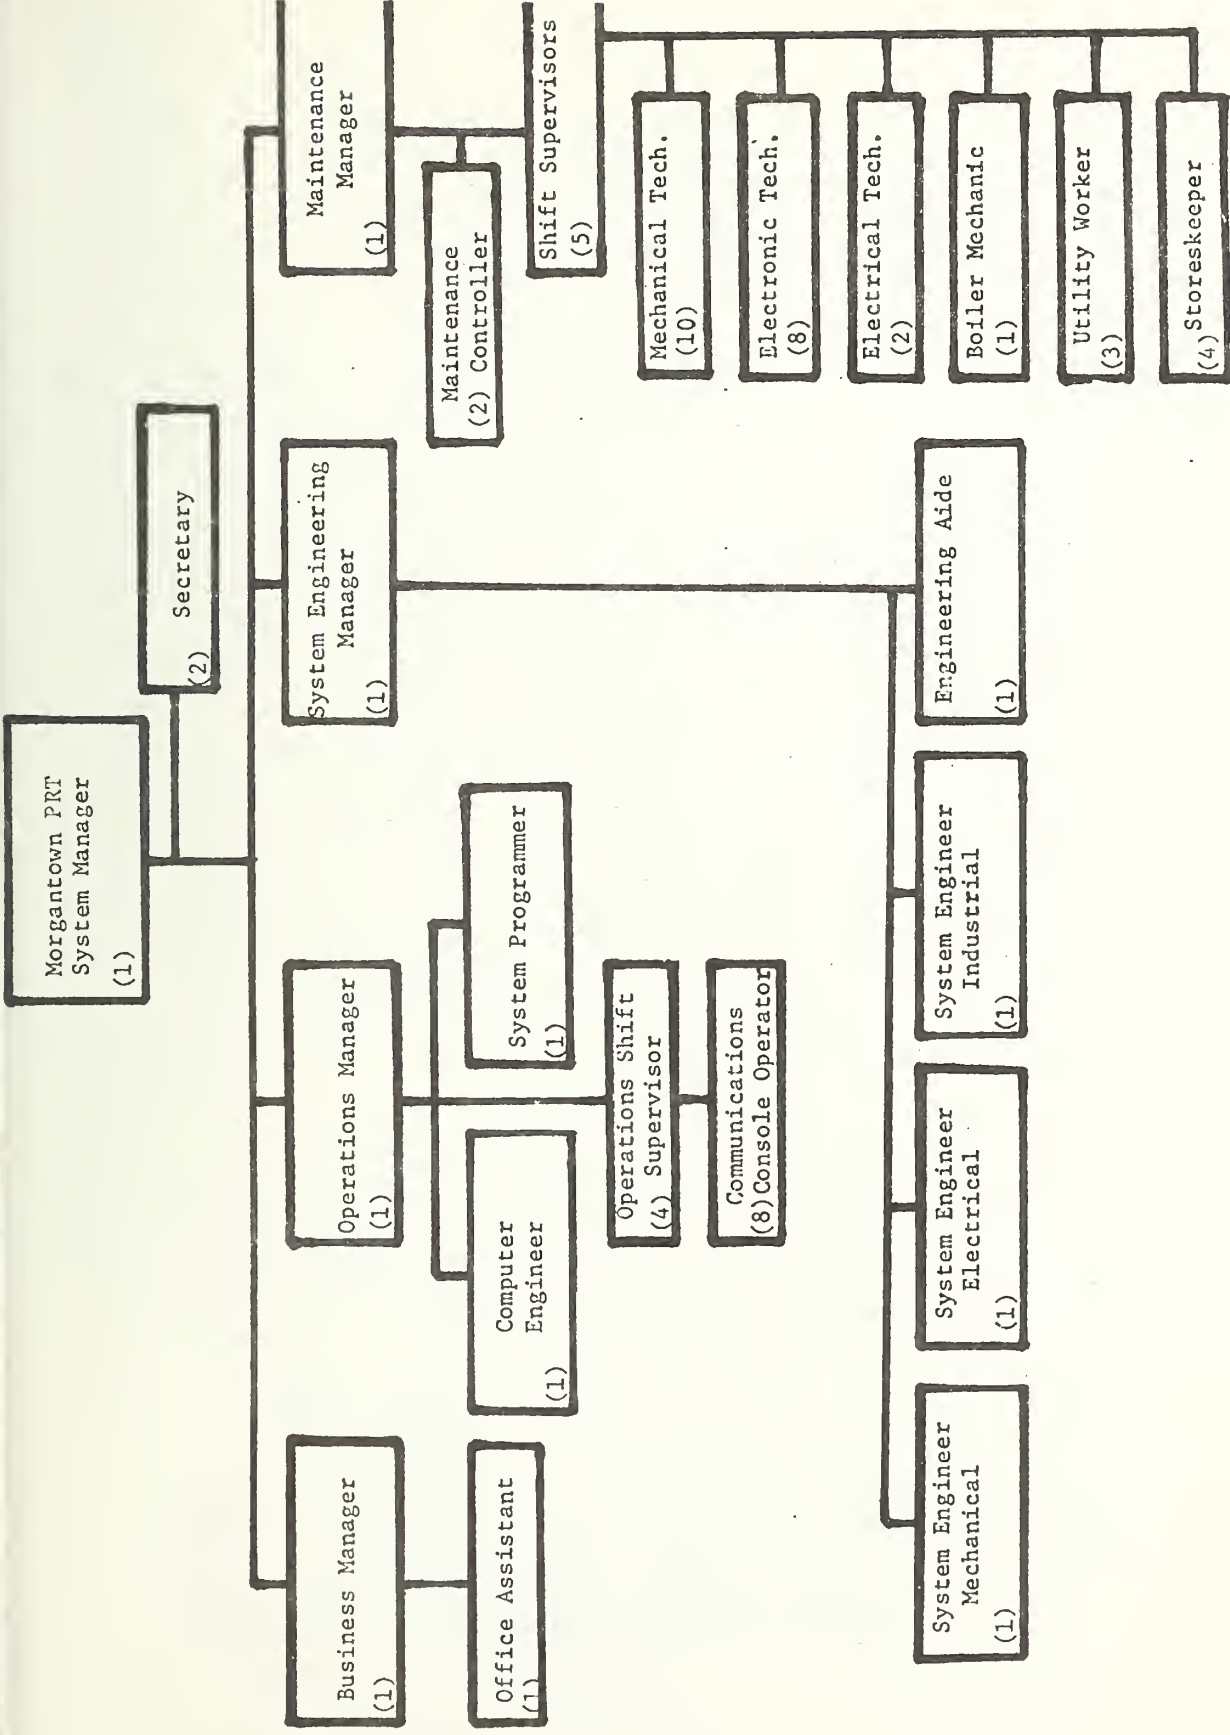 Morgantown PRT
System Manager
(1)
Secretary
(2)
Business Manager
(1)
Office Assistant
(1)
Operations Manager
(1)
Computer
Engineer
(1)
System Programmer
(1)
Operations Shift
(4) Supervisor
Communications
(8)Console Operator
System Engineering
Manager
(1)
System Engineer
Mechanical
(1)
System Engineer
Electrical
(1)
System Engineer
Industrial
(1)
Engineering Aide
(1)
Maintenance
Manager
(1)
Maintenance
(2) Controller
Shift Supervisors
(5)
Mechanical Tech.
(10)
Electronic Tech.
(8)
Electrical Tech.
(2)
Boiler Mechanic
(1)
Utility Worker
(3)
(4) Storeskeeper